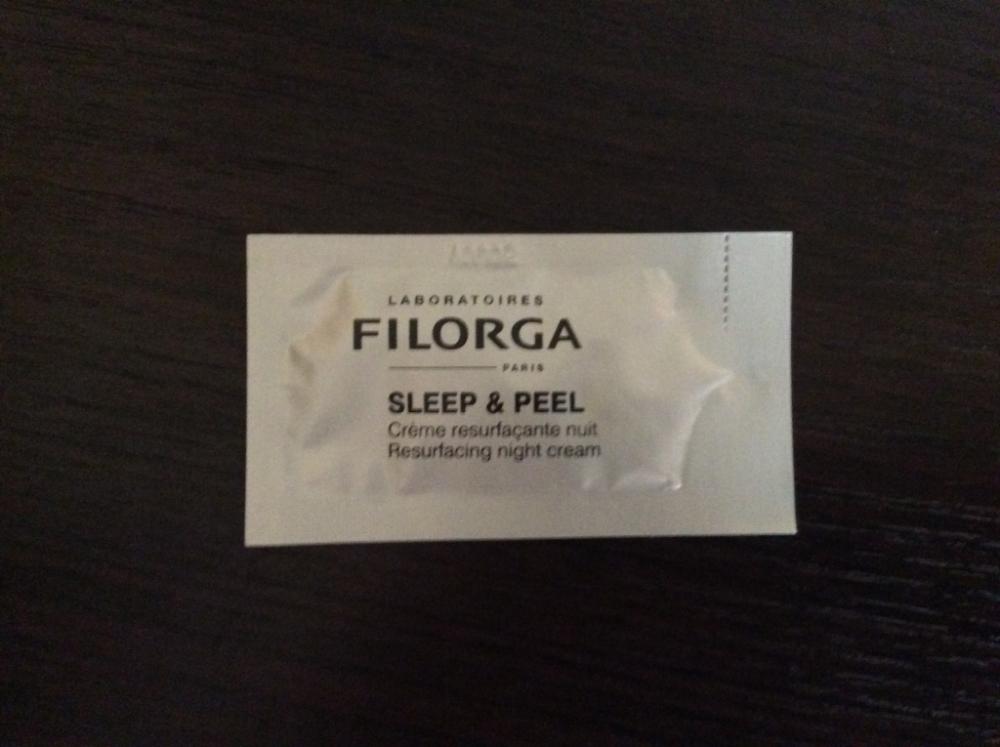 LABORATOIRES
FILORGA
PARIS
SLEEP & PEEL
Crème resurfaçante nuit
Resurfacing night cream